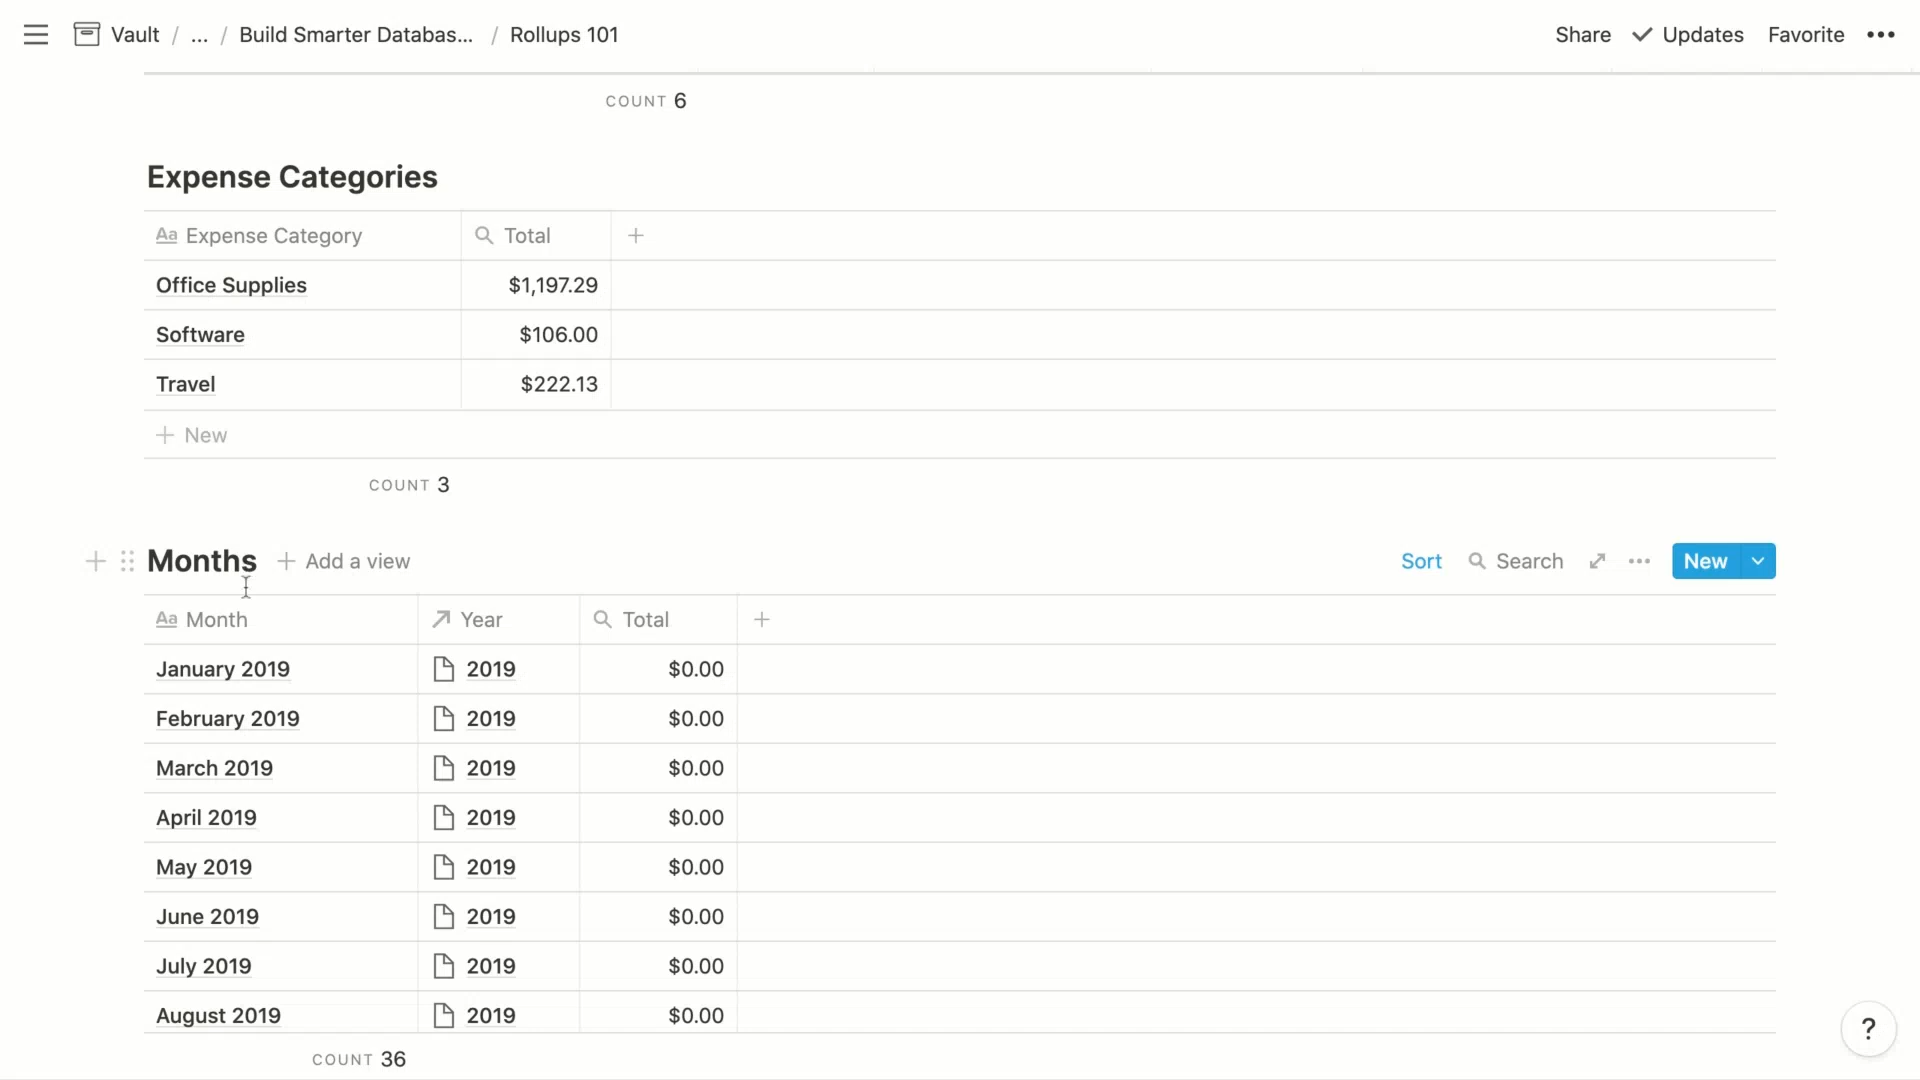 Vault / ... / Build Smarter Databas... / Rollups 101 Share Updates Favorite •••
COUNT 6
Expense Categories
Aa Expense Category Total +
Office Supplies $1,197.29
Software $106.00
Travel $222.13
+ New
COUNT 3
Months + Add a view Sort Search ••• New
Aa Month Year Total +
January 2019 2019 $0.00
February 2019 2019 $0.00
March 2019 2019 $0.00
April 2019 2019 $0.00
May 2019 2019 $0.00
June 2019 2019 $0.00
July 2019 2019 $0.00
August 2019 2019 $0.00
COUNT 36
?